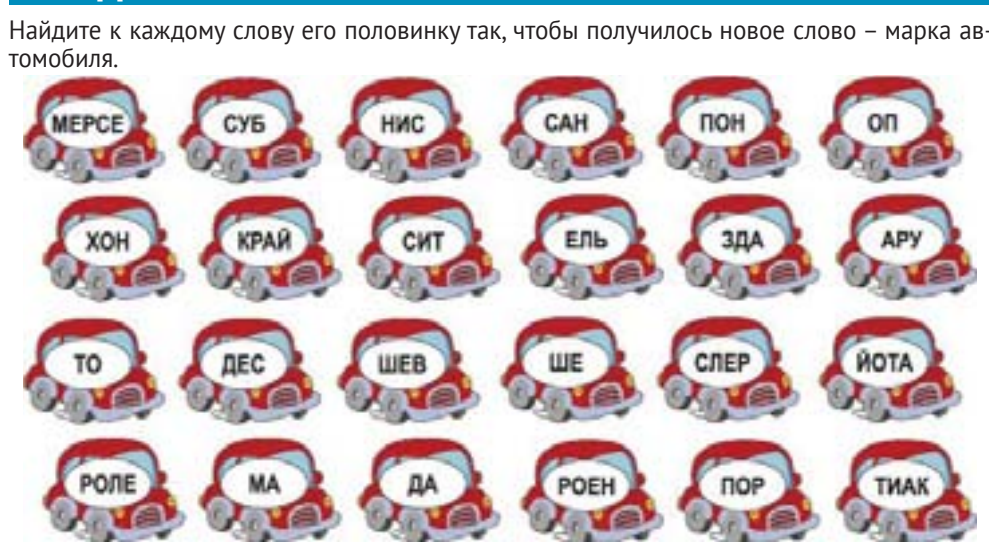 Найдите к каждому слову его половинку так, чтобы получилось новое слово – марка ав-
томобиля.
МЕРСЕ СУБ НИС САН ПОН ОП
ХОН КРАЙ СИТ ЕЛЬ ЗДА АРУ
ТО ДЕС ШЕВ ШЕ СЛЕР ЙОТА
РОЛЕ МА ДА РОЕН ПОР ТИАК